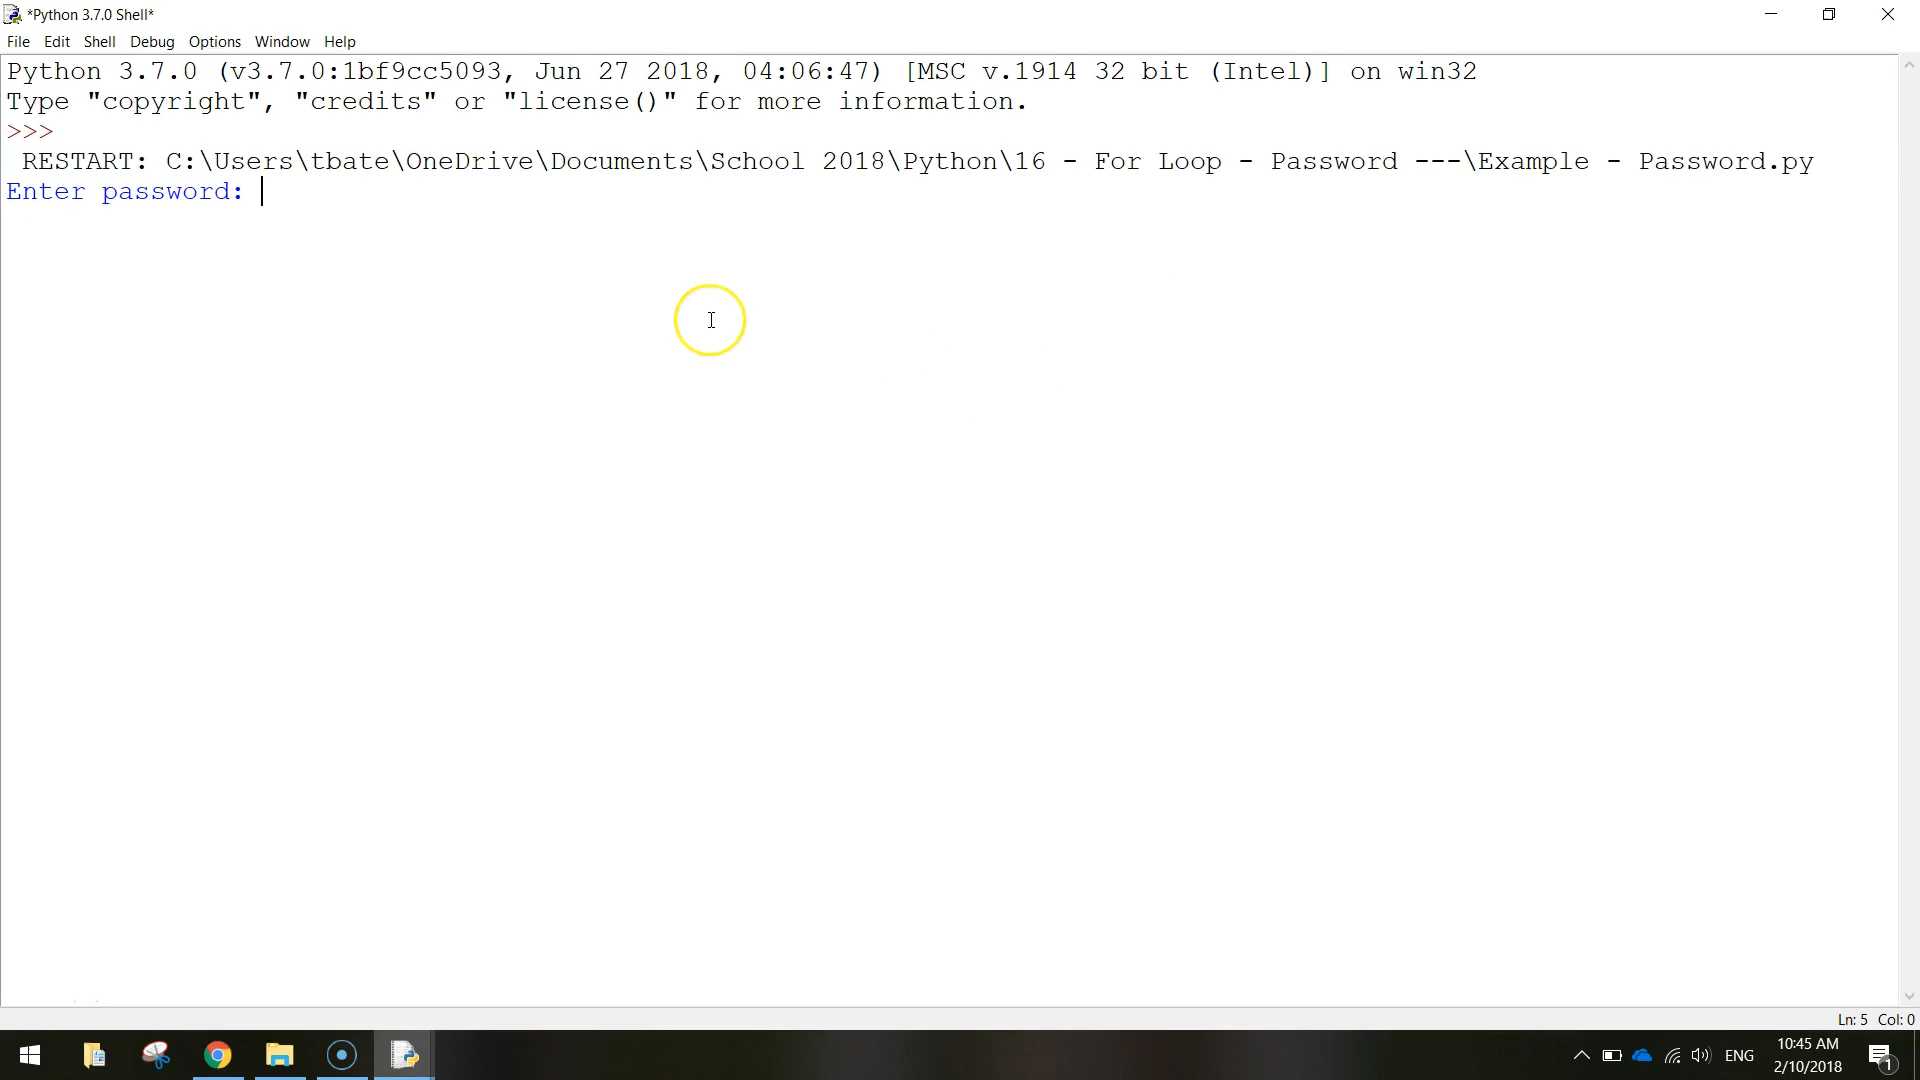 *Python 3.7.0 Shell*
File Edit Shell Debug Options Window Help
Python 3.7.0 (v3.7.0:1bf9cc5093, Jun 27 2018, 04:06:47) [MSC v.1914 32 bit (Intel)] on win32
Type "copyright", "credits" or "license()" for more information.
>>>
RESTART: C:\Users\tbate\OneDrive\Documents\School 2018\Python\16 - For Loop - Password ---\Example - Password.py
Enter password:
Ln: 5 Col: 0
ENG
10:45 AM
2/10/2018
1